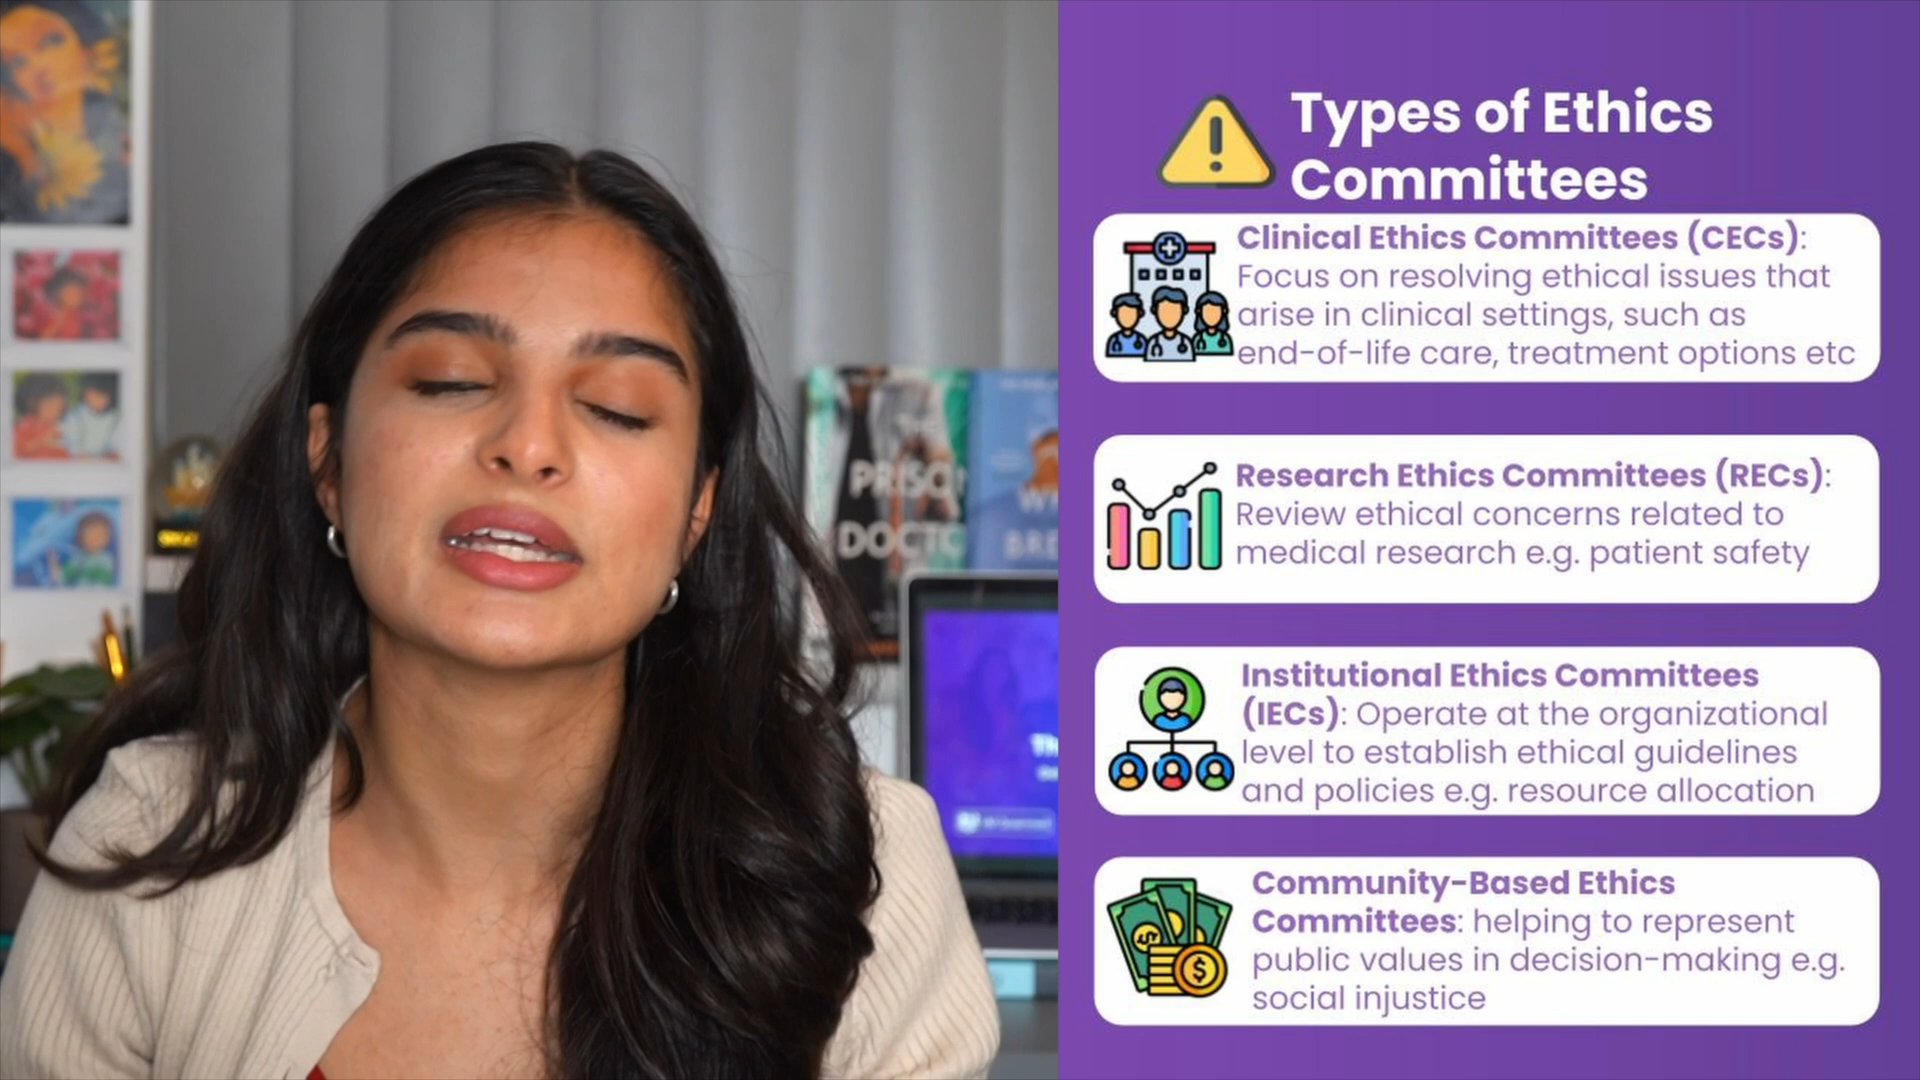 Types of Ethics
Committees
Clinical Ethics Committees (CECs):
Focus on resolving ethical issues that
arise in clinical settings, such as
end-of-life care, treatment options etc
Research Ethics Committees (RECs):
Review ethical concerns related to
medical research e.g. patient safety
Institutional Ethics Committees
(IECs): Operate at the organizational
level to establish ethical guidelines
and policies e.g. resource allocation
Community-Based Ethics
Committees: helping to represent
public values in decision-making e.g.
social injustice